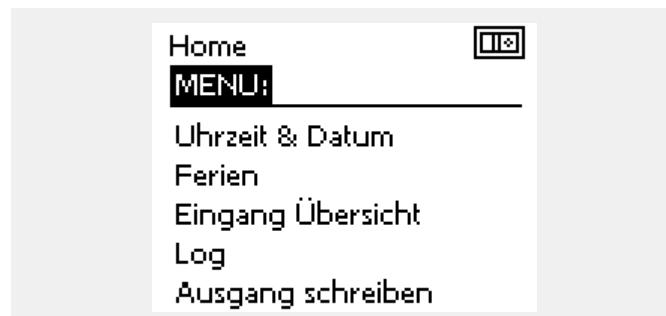 Home
MENU:
Uhrzeit & Datum
Ferien
Eingang Übersicht
Log
Ausgang schreiben